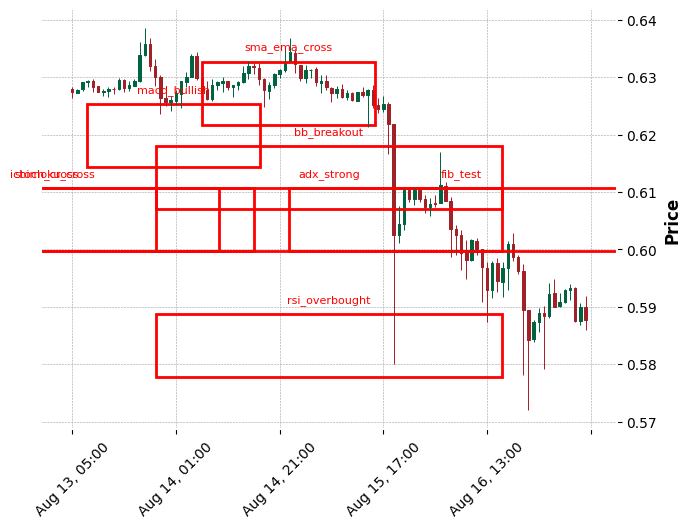 0.64
sma_ema_cross
0.63
macd_bullish
0.62
bb_breakout
stoch_cross
adx_strong
fib_test
0.61
Price
0.60
rsi_overbought
0.59
0.58
0.57
Aug 13, 05:00
Aug 14, 01:00
Aug 14, 21:00
Aug 15, 17:00
Aug 16, 13:00